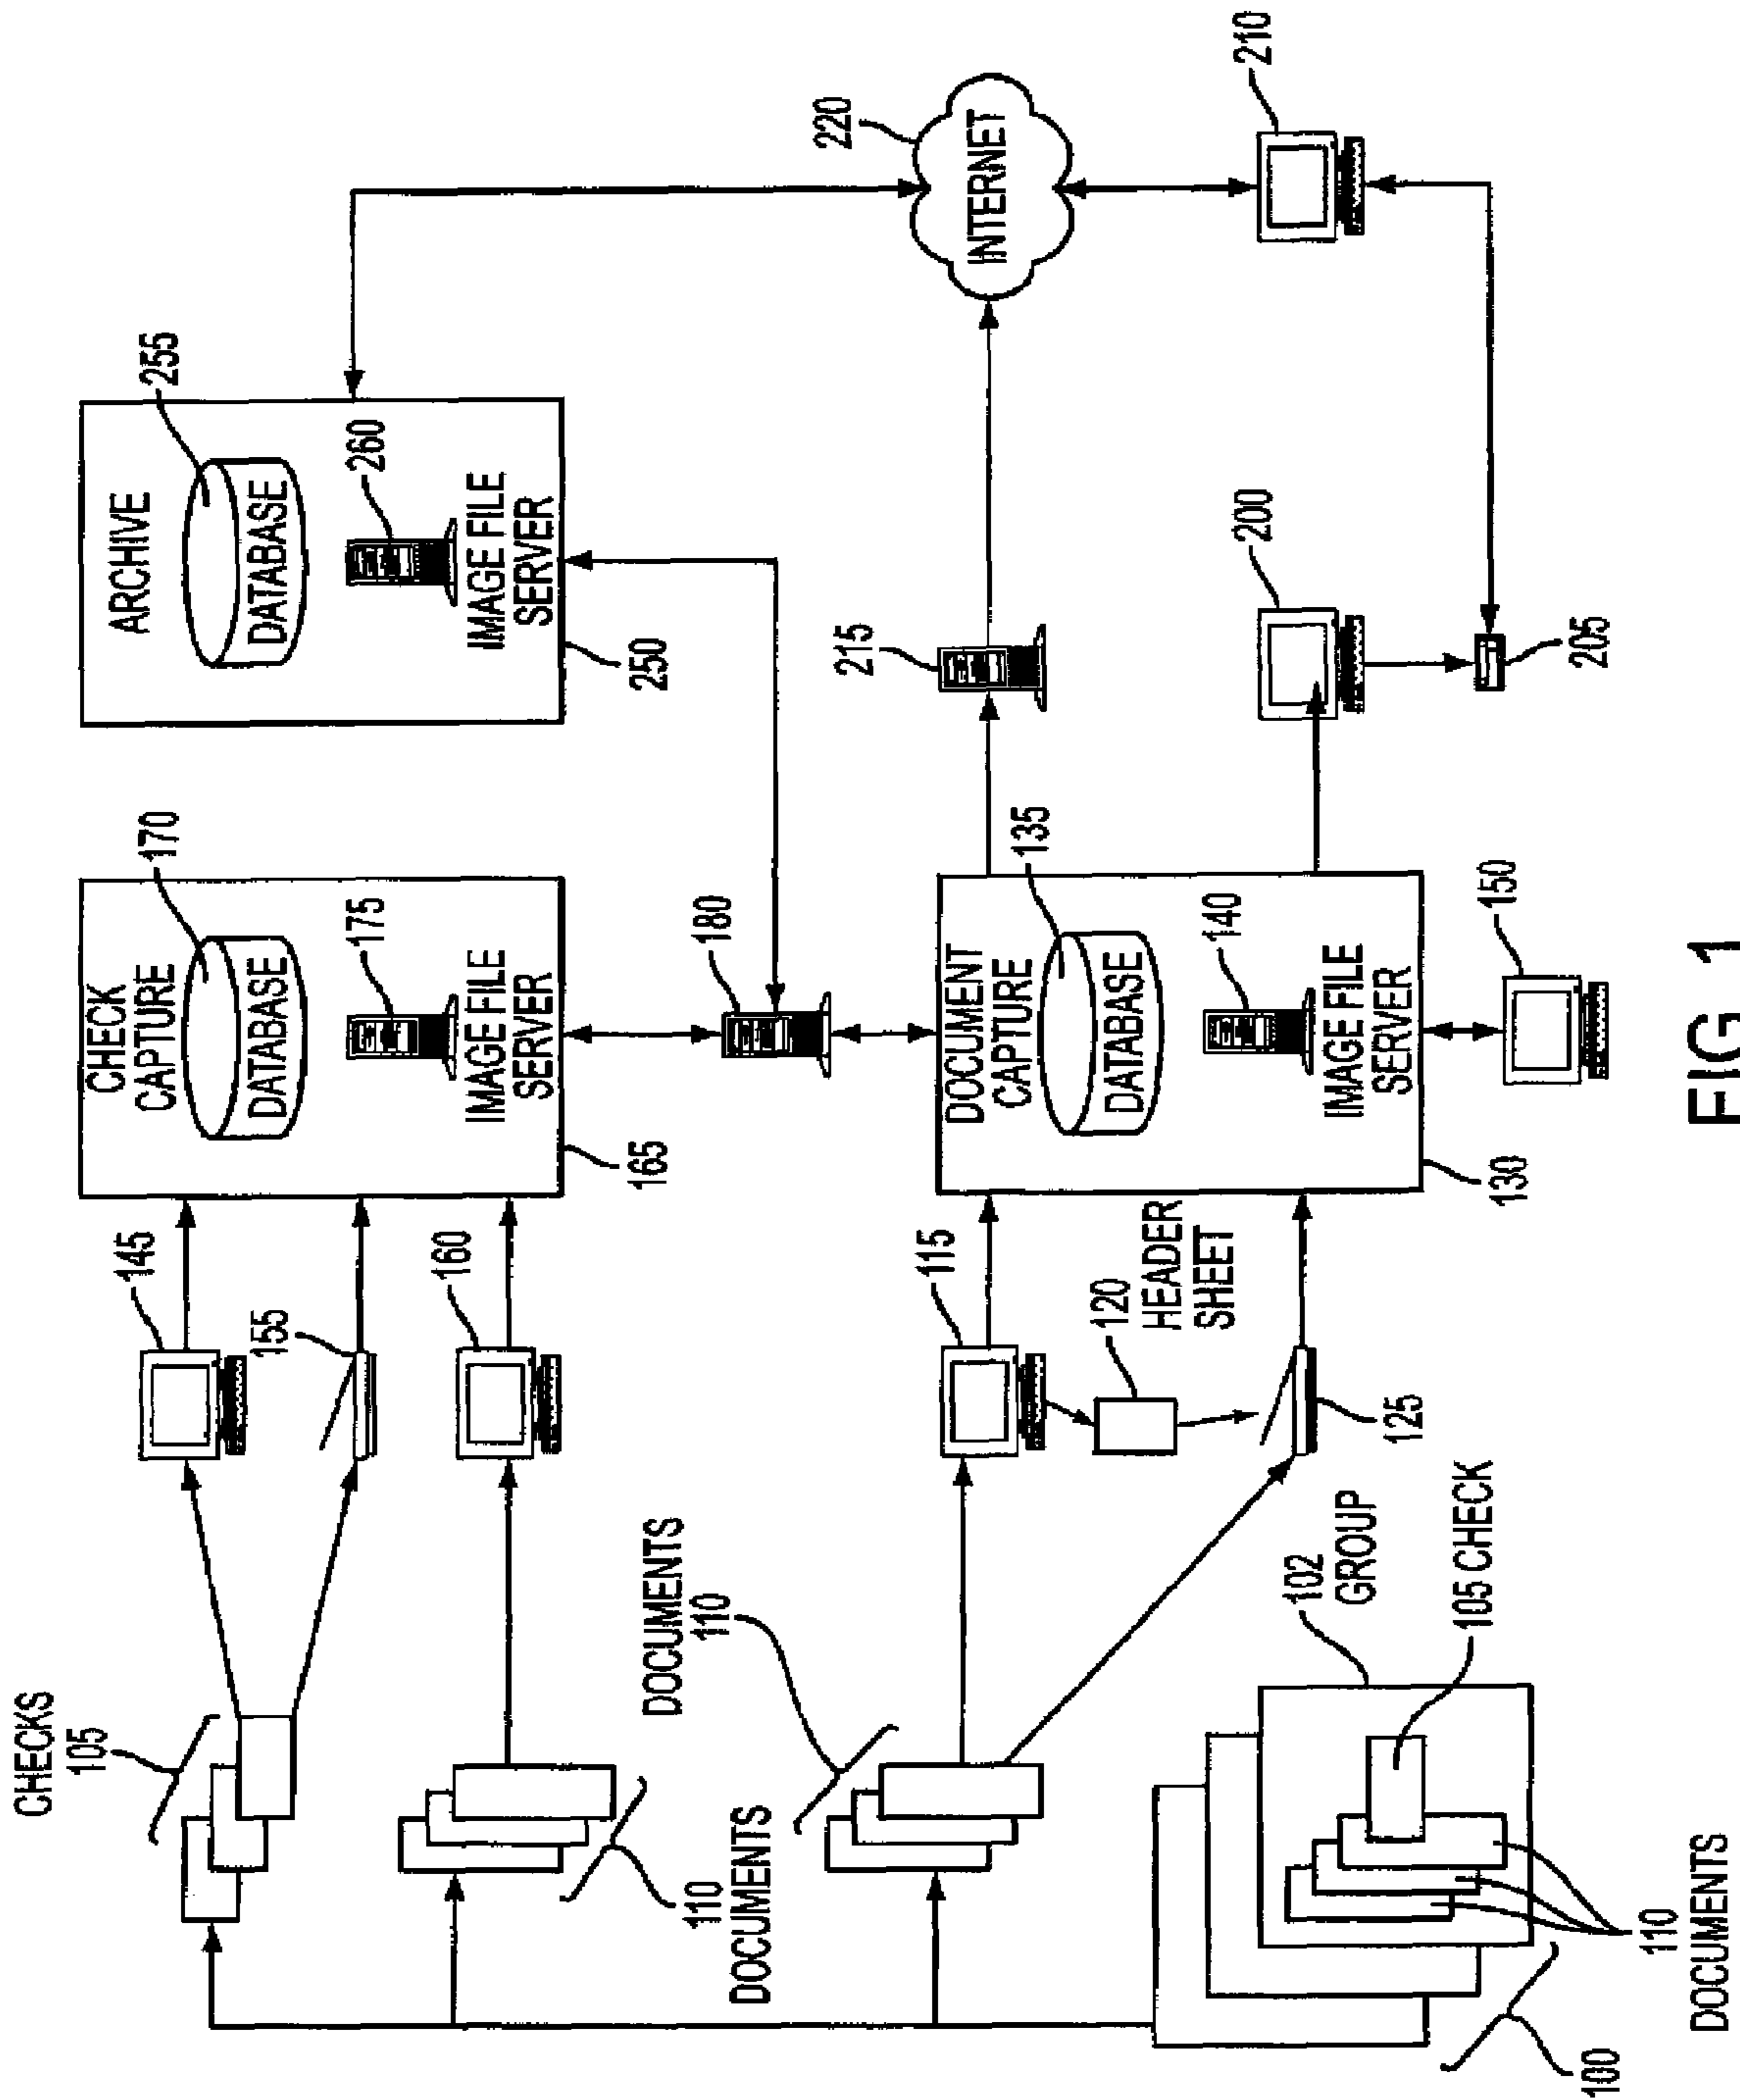 CHECKS
105
145
155
160
CHECK
CAPTURE
170
DATABASE
175
IMAGE FILE
SERVER
165
ARCHIVE
255
DATABASE
260
IMAGE FILE
SERVER
250
110
DOCUMENTS
DOCUMENTS
110
180
115
120
HEADER
SHEET
125
DOCUMENT
CAPTURE
135
DATABASE
140
IMAGE FILE
SERVER
130
150
215
220
INTERNET
200
205
210
102
GROUP
105 CHECK
110
DOCUMENTS
100
FIG. 1